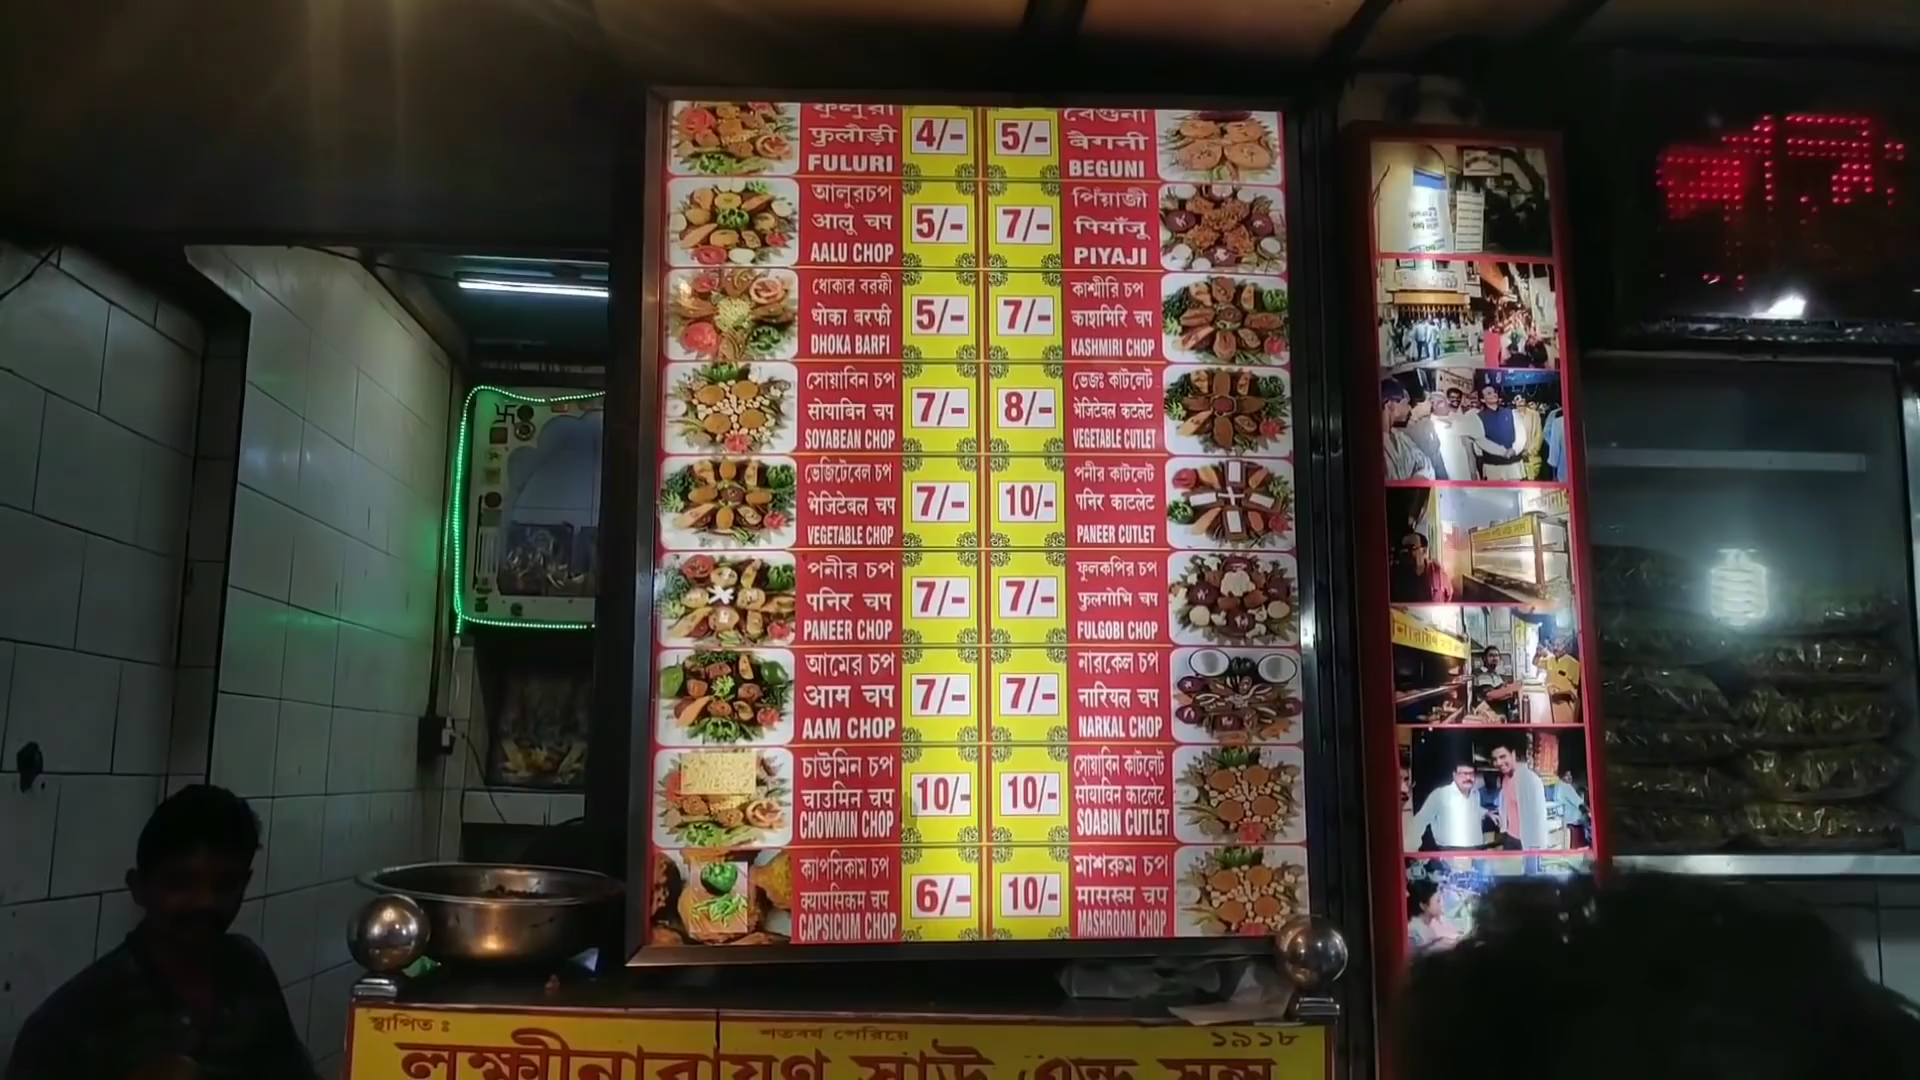 ফুলুরী
फुलौड़ी
FULURI
4/-
5/-
বেগুনী
बैगनी
BEGUNI
আলুরচপ
आलू चप
AALU CHOP
5/-
7/-
পিঁয়াজী
पियाँजू
PIYAJI
ধোকার বরফী
धोका बरफी
DHOKA BARFI
5/-
7/-
কাশ্মীরি চপ
काशमिरि चप
KASHMIRI CHOP
সোয়াবিন চপ
सोयाबिन चप
SOYABEAN CHOP
7/-
8/-
ভেজঃ কাটলেট
भेजिटेबल कटलेट
VEGETABLE CUTLET
ভেজিটেবেল চপ
भेजिटेबल चप
VEGETABLE CHOP
7/-
10/-
পনীর কাটলেট
पनिर काटलेट
PANEER CUTLET
পনীর চপ
पनिर चप
PANEER CHOP
7/-
7/-
ফুলকপির চপ
फुलगोभि चप
FULGOBI CHOP
আমের চপ
आम चप
AAM CHOP
7/-
7/-
নারকেল চপ
नारियल चप
NARKAL CHOP
চাউমিন চপ
चाउमिन चप
CHOWMIN CHOP
10/-
10/-
সোয়াবিন কাটলেট
सोयाबिन काटलेट
SOABIN CUTLET
ক্যাপসিকাম চপ
क्यापसिकम चप
CAPSICUM CHOP
6/-
10/-
মাশরুম চপ
मासरूम चप
MASHROOM CHOP
স্থাপিত ঃ
শতবর্ষ পেরিয়ে
১৯১৮
লক্ষ্মীনারায়ণ সাউ এন্ড সন্স